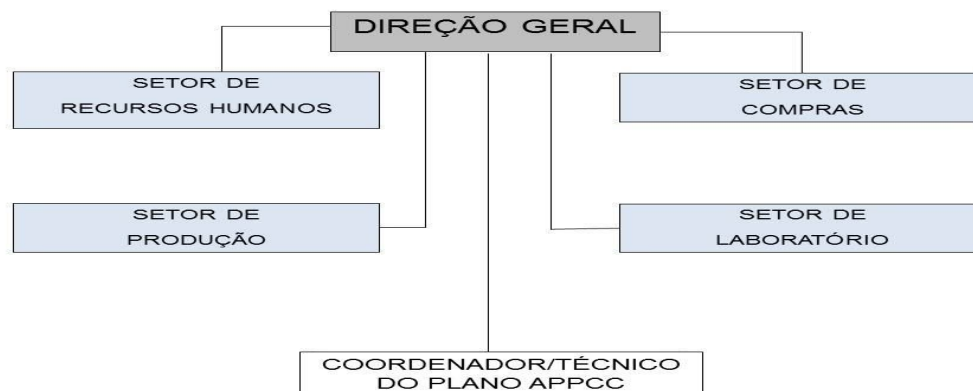 DIREÇÃO GERAL
SETOR DE
RECURSOS HUMANOS
SETOR DE
COMPRAS
SETOR DE
PRODUÇÃO
SETOR DE
LABORATÓRIO
COORDENADOR/TÉCNICO
DO PLANO APPCC